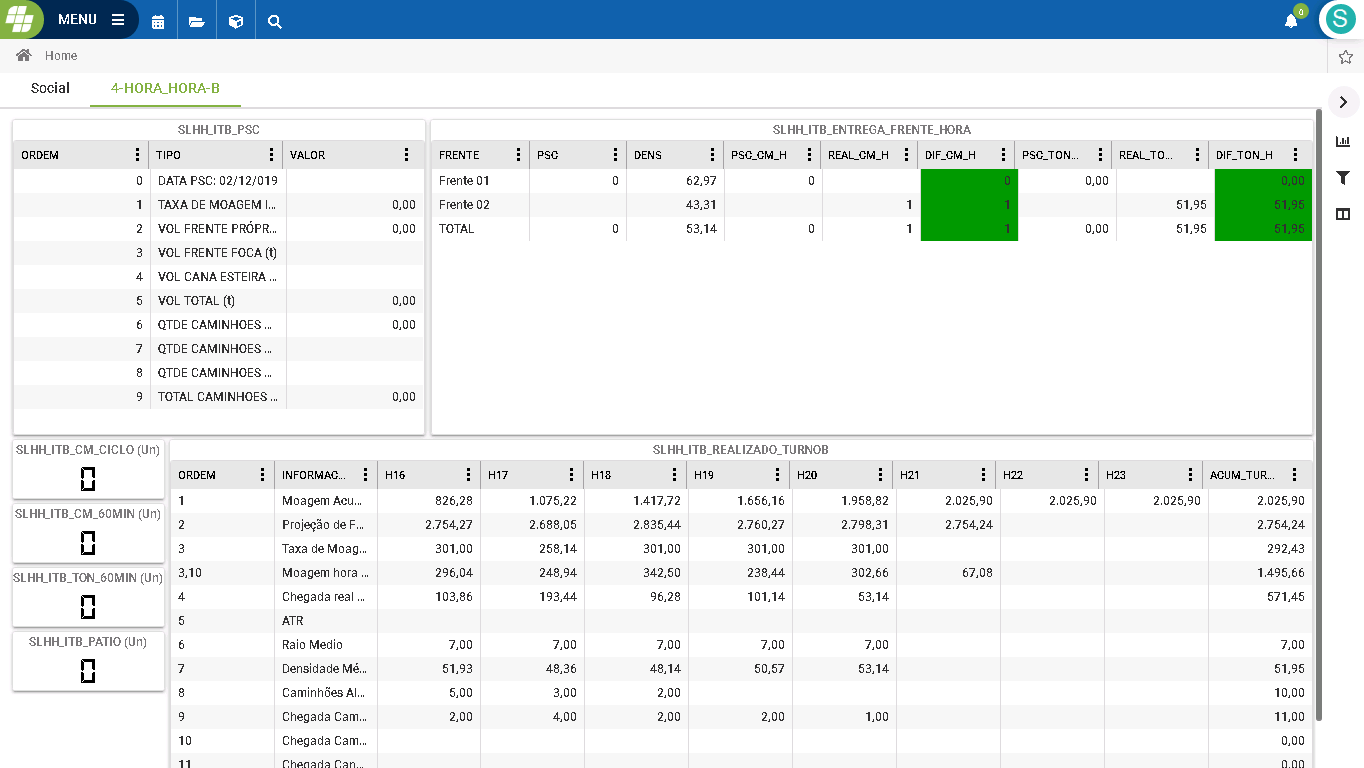 MENU
0
S
Home
Social 4-HORA_HORA-B
SLHH_ITB_PSC
ORDEM TIPO VALOR
0 DATA PSC: 02/12/019
1 TAXA DE MOAGEM I... 0,00
2 VOL FRENTE PRÓPR... 0,00
3 VOL FRENTE FOCA (t)
4 VOL CANA ESTEIRA ...
5 VOL TOTAL (t) 0,00
6 QTDE CAMINHOES ... 0,00
7 QTDE CAMINHOES ...
8 QTDE CAMINHOES ...
9 TOTAL CAMINHOES ... 0,00
SLHH_ITB_ENTREGA_FRENTE_HORA
FRENTE PSC DENS PSC_CM_H REAL_CM_H DIF_CM_H PSC_TON... REAL_TO... DIF_TON_H
Frente 01 0 62,97 0 0 0,00 0,00
Frente 02 43,31 1 1 51,95 51,95
TOTAL 0 53,14 0 1 1 0,00 51,95 51,95
SLHH_ITB_CM_CICLO (Un)
0
SLHH_ITB_CM_60MIN (Un)
0
SLHH_ITB_TON_60MIN (Un)
0
SLHH_ITB_PATIO (Un)
0
SLHH_ITB_REALIZADO_TURNOB
ORDEM INFORMAC... H16 H17 H18 H19 H20 H21 H22 H23 ACUM_TUR...
1 Moagem Acu... 826,28 1.075,22 1.417,72 1.656,16 1.958,82 2.025,90 2.025,90 2.025,90 2.025,90
2 Projeção de F... 2.754,27 2.688,05 2.835,44 2.760,27 2.798,31 2.754,24 2.754,24
3 Taxa de Moag... 301,00 258,14 301,00 301,00 301,00 292,43
3,10 Moagem hora ... 296,04 248,94 342,50 238,44 302,66 67,08 1.495,66
4 Chegada real ... 103,86 193,44 96,28 101,14 53,14 571,45
5 ATR
6 Raio Medio 7,00 7,00 7,00 7,00 7,00 7,00
7 Densidade Mé... 51,93 48,36 48,14 50,57 53,14 51,95
8 Caminhões Al... 5,00 3,00 2,00 10,00
9 Chegada Cam... 2,00 4,00 2,00 2,00 1,00 11,00
10 Chegada Cam... 0,00
11 Chegada Can... 0,00